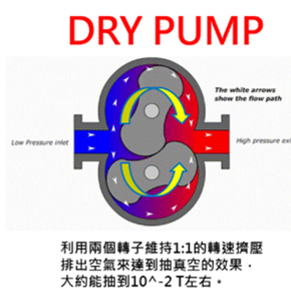 DRY PUMP
The white arrows
show the flow path
Low Pressure inlet
High pressure exi
利用兩個轉子維持1:1的轉速擠壓
排出空氣來達到抽真空的效果，
大約能抽到10^-2 T左右。